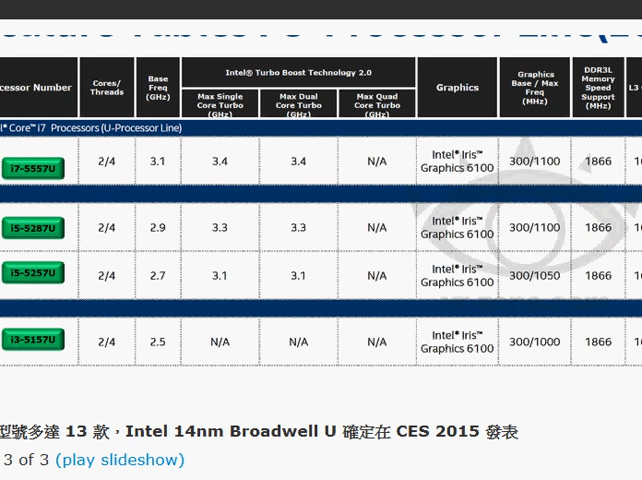 cessor Number Cores/ Threads Base Freq (GHz) Intel® Turbo Boost Technology 2.0 Graphics Graphics Base / Max Freq (MHz) DDR3L Memory Speed Support (MHz) L3
Max Single Core Turbo (GHz) Max Dual Core Turbo (GHz) Max Quad Core Turbo (GHz)
l® Core™ i7 Processors (U-Processor Line)
i7-5557U 2/4 3.1 3.4 3.4 N/A Intel® Iris™ Graphics 6100 300/1100 1866
i5-5287U 2/4 2.9 3.3 3.3 N/A Intel® Iris™ Graphics 6100 300/1100 1866
i5-5257U 2/4 2.7 3.1 3.1 N/A Intel® Iris™ Graphics 6100 300/1050 1866
i3-5157U 2/4 2.5 N/A N/A N/A Intel® Iris™ Graphics 6100 300/1000 1866
型號多達 13 款，Intel 14nm Broadwell U 確定在 CES 2015 發表
3 of 3 (play slideshow)